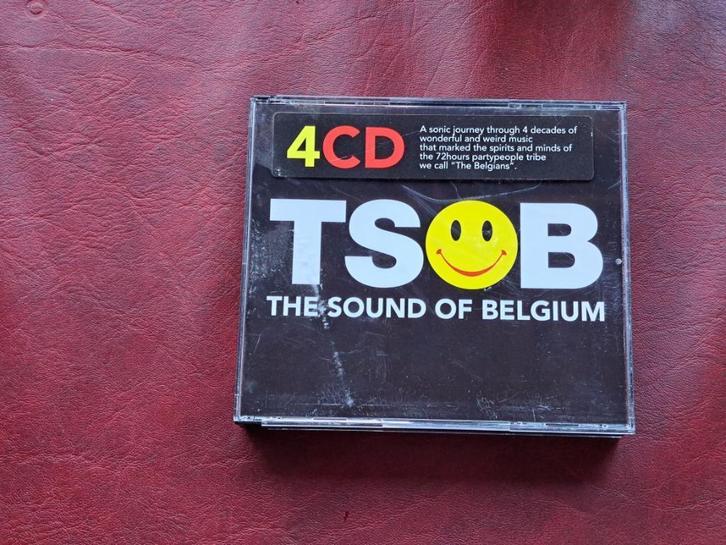 4CD
A sonic journey through 4 decades of
wonderful and weird music
that marked the spirits and minds of
the 72hours partypeople tribe
we call "The Belgians".
TSOB
THE SOUND OF BELGIUM